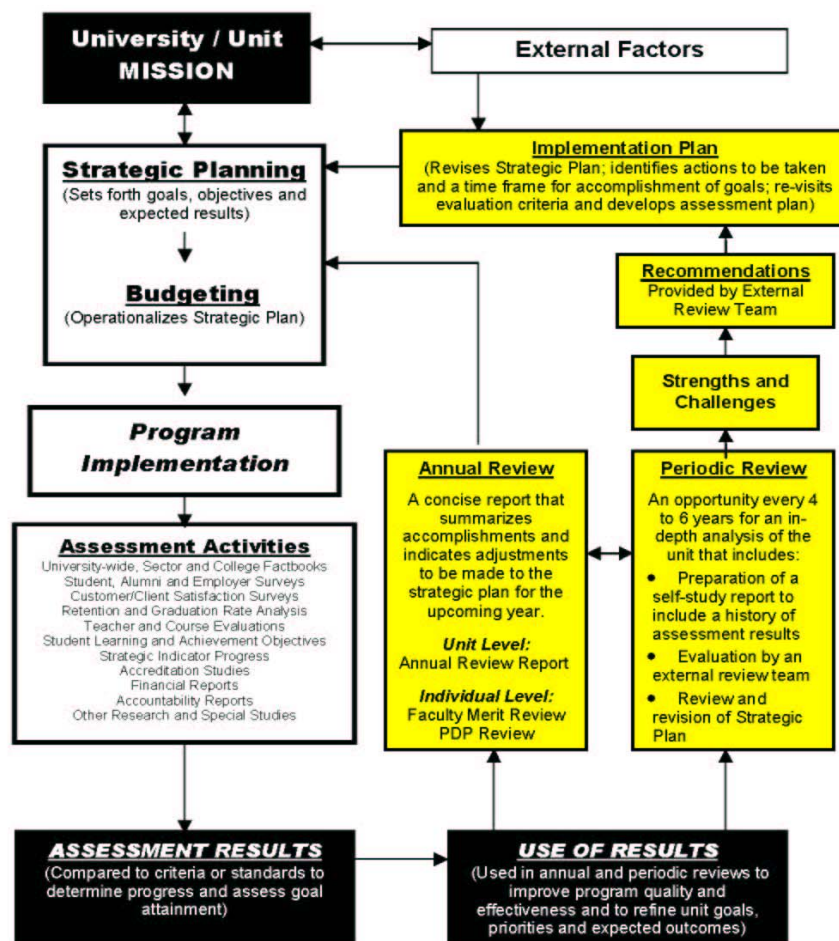 University / Unit
MISSION
External Factors
Strategic Planning
(Sets forth goals, objectives and
expected results)
Budgeting
(Operationalizes Strategic Plan)
Implementation Plan
(Revises Strategic Plan; identifies actions to be taken
and a time frame for accomplishment of goals; re-visits
evaluation criteria and develops assessment plan)
Recommendations
Provided by External
Review Team
Strengths and
Challenges
Program
Implementation
Assessment Activities
University-wide, Sector and College Factbooks
Student, Alumni and Employer Surveys
Customer/Client Satisfaction Surveys
Retention and Graduation Rate Analysis
Teacher and Course Evaluations
Student Learning and Achievement Objectives
Strategic Indicator Progress
Accreditation Studies
Financial Reports
Accountability Reports
Other Research and Special Studies
Annual Review
A concise report that
summarizes
accomplishments and
indicates adjustments
to be made to the
strategic plan for the
upcoming year.
Unit Level:
Annual Review Report
Individual Level:
Faculty Merit Review
PDP Review
Periodic Review
An opportunity every 4
to 6 years for an in-
depth analysis of the
unit that includes:
• Preparation of a
self-study report to
include a history of
assessment results
• Evaluation by an
external review team
• Review and
revision of Strategic
Plan
ASSESSMENT RESULTS
(Compared to criteria or standards to
determine progress and assess goal
attainment)
USE OF RESULTS
(Used in annual and periodic reviews to
improve program quality and
effectiveness and to refine unit goals,
priorities and expected outcomes)